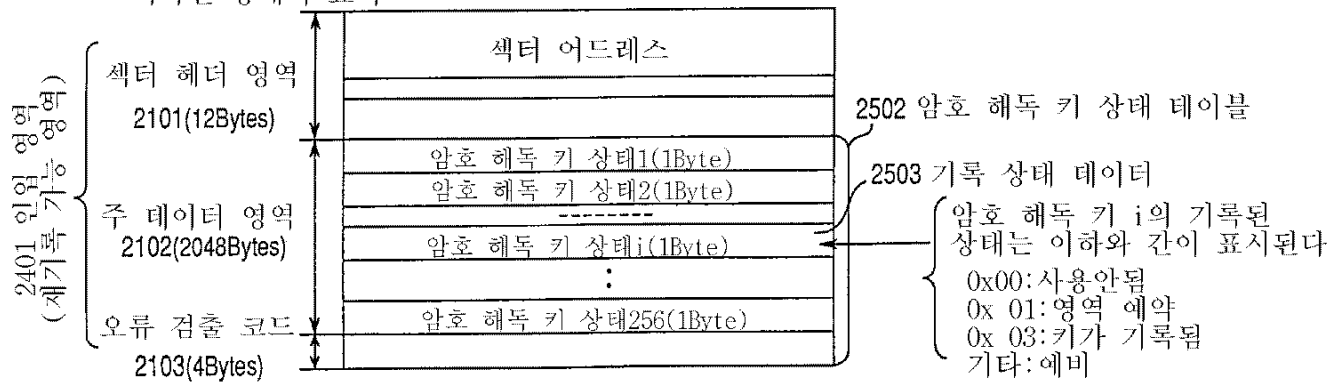 섹터 어드레스
섹터 헤더 영역
2101(12Bytes)
2401 인임 영역
(재기록 가능 영역)
2502 암호 해독 키 상태 테이블
암호 해독 키 상태1(1Byte)
암호 해독 키 상태2(1Byte)
2503 기록 상태 데이터
주 데이터 영역
2102(2048Bytes)
암호 해독 키 상태i(1Byte)
암호 해독 키 i의 기록된
상태는 이하와 간이 표시된다
0x00:사용안됨
0x 01:영역 예약
0x 03:키가 기록됨
기타:예비
암호 해독 키 상태256(1Byte)
오류 검출 코드
2103(4Bytes)